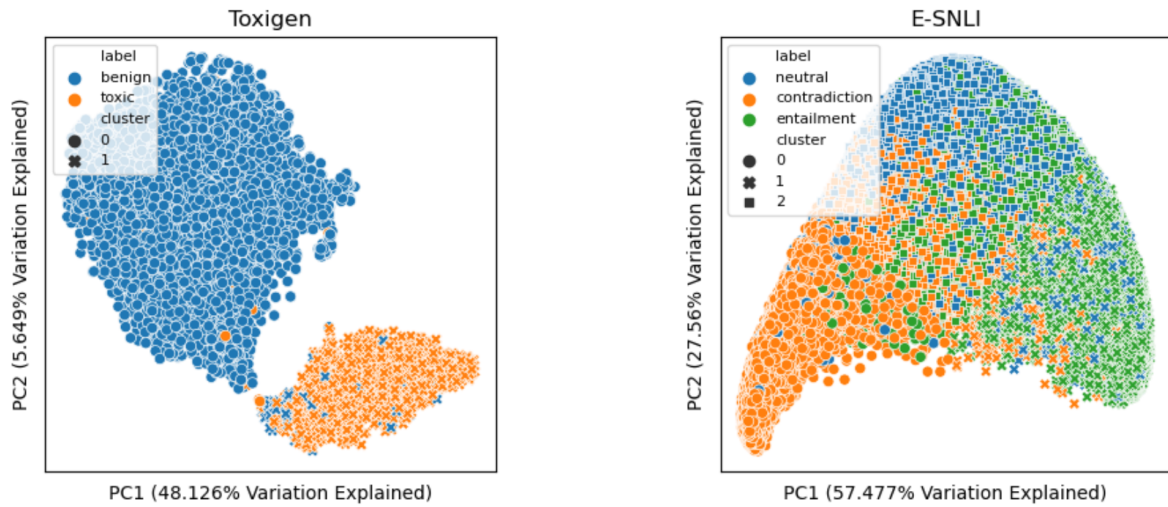 Toxigen
label
benign
toxic
cluster
0
1
PC2 (5.649% Variation Explained)
PC1 (48.126% Variation Explained)
E-SNLI
label
neutral
contradiction
entailment
cluster
0
1
2
PC2 (27.56% Variation Explained)
PC1 (57.477% Variation Explained)